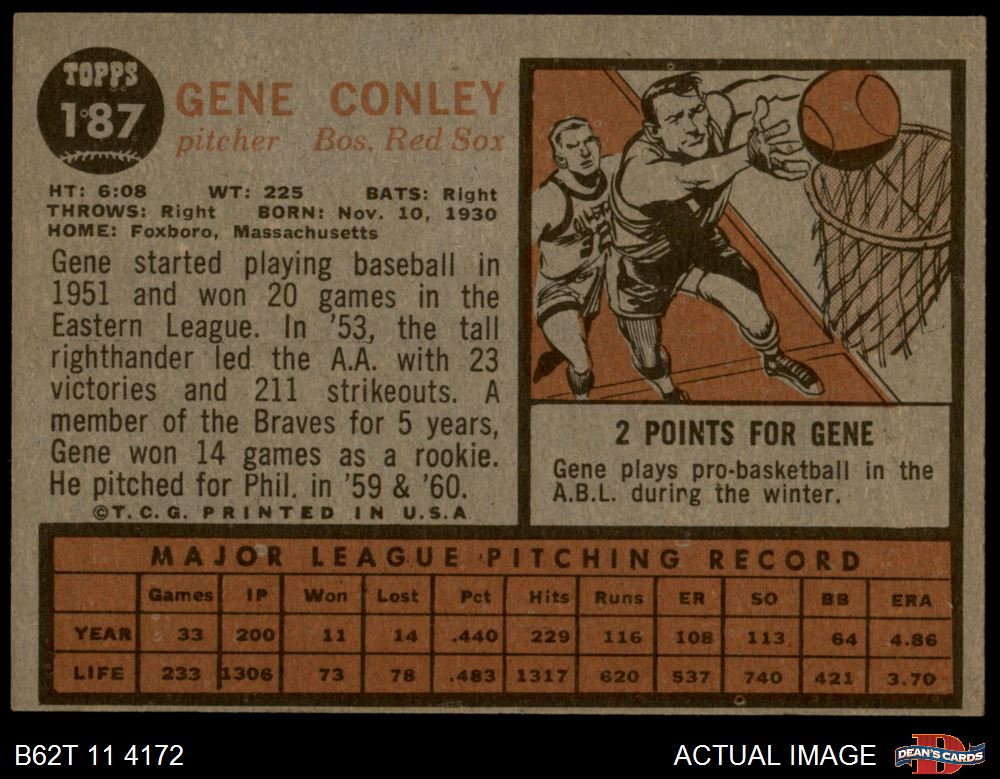 TOPPS
187
GENE CONLEY
pitcher Bos. Red Sox
HT: 6:08 WT: 225 BATS: Right
THROWS: Right BORN: Nov. 10, 1930
HOME: Foxboro, Massachusetts
Gene started playing baseball in
1951 and won 20 games in the
Eastern League. In '53, the tall
righthander led the A.A. with 23
victories and 211 strikeouts. A
member of the Braves for 5 years,
Gene won 14 games as a rookie.
He pitched for Phil. in '59 & '60.
©T.C.G. PRINTED IN U.S.A
2 POINTS FOR GENE
Gene plays pro-basketball in the
A.B.L. during the winter.
MAJOR LEAGUE PITCHING RECORD
Games IP Won Lost Pct Hits Runs ER SO BB ERA
YEAR 33 200 11 14 .440 229 116 108 113 64 4.86
LIFE 233 1306 73 78 .483 1317 620 537 740 421 3.70
B62T 11 4172
ACTUAL IMAGE
DEAN'S CARDS